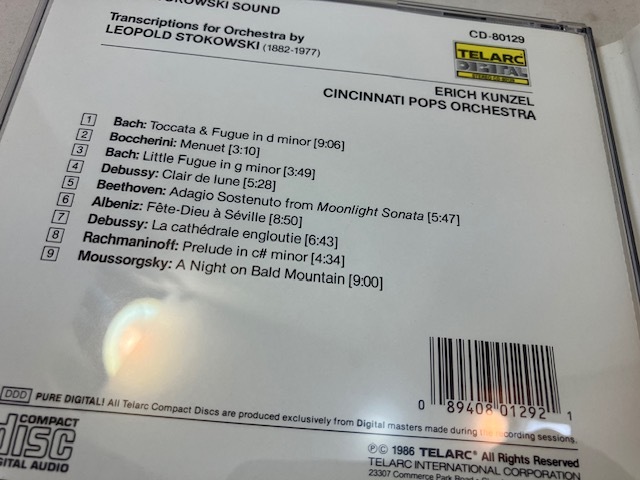 OKOWSKI SOUND
Transcriptions for Orchestra by
LEOPOLD STOKOWSKI (1882-1977)
CD-80129
TELARC
DIGITAL
ERICH KUNZEL
CINCINNATI POPS ORCHESTRA
1 Bach: Toccata & Fugue in d minor [9:06]
2 Boccherini: Menuet [3:10]
3 Bach: Little Fugue in g minor [3:49]
4 Debussy: Clair de lune [5:28]
5 Beethoven: Adagio Sostenuto from Moonlight Sonata [5:47]
6 Albeniz: Fête-Dieu à Séville [8:50]
7 Debussy: La cathédrale engloutie [6:43]
8 Rachmaninoff: Prelude in c# minor [4:34]
9 Moussorgsky: A Night on Bald Mountain [9:00]
0 89408 01292 1
DDD PURE DIGITAL! All Telarc Compact Discs are produced exclusively from Digital masters made during the recording sessions.
COMPACT
disc
DIGITAL AUDIO
℗© 1986 TELARC® All Rights Reserved
TELARC INTERNATIONAL CORPORATION
23307 Commerce Park Road